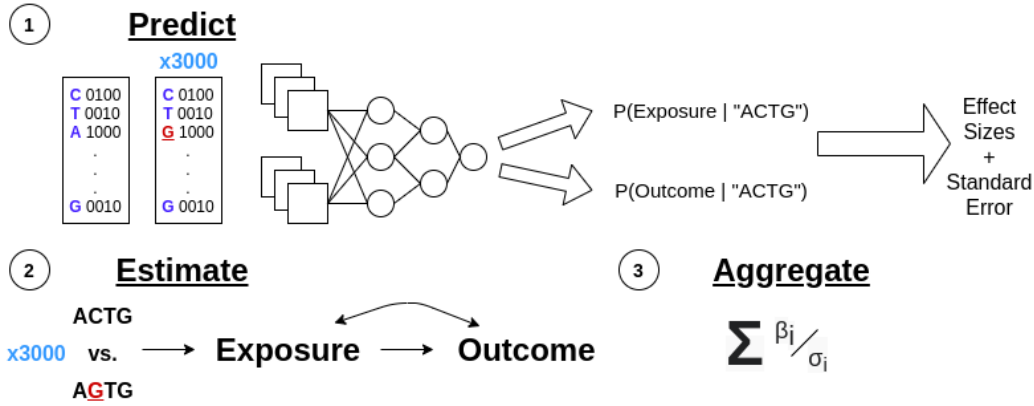 1
Predict
x3000
C 0100
T 0010
A 1000
.
.
.
G 0010
C 0100
T 0010
G 1000
.
.
.
G 0010
P(Exposure | "ACTG")
P(Outcome | "ACTG")
Effect
Sizes
+
Standard
Error
2
Estimate
ACTG
x3000 vs.
AGTG
Exposure
Outcome
3
Aggregate
Σ βi/σi